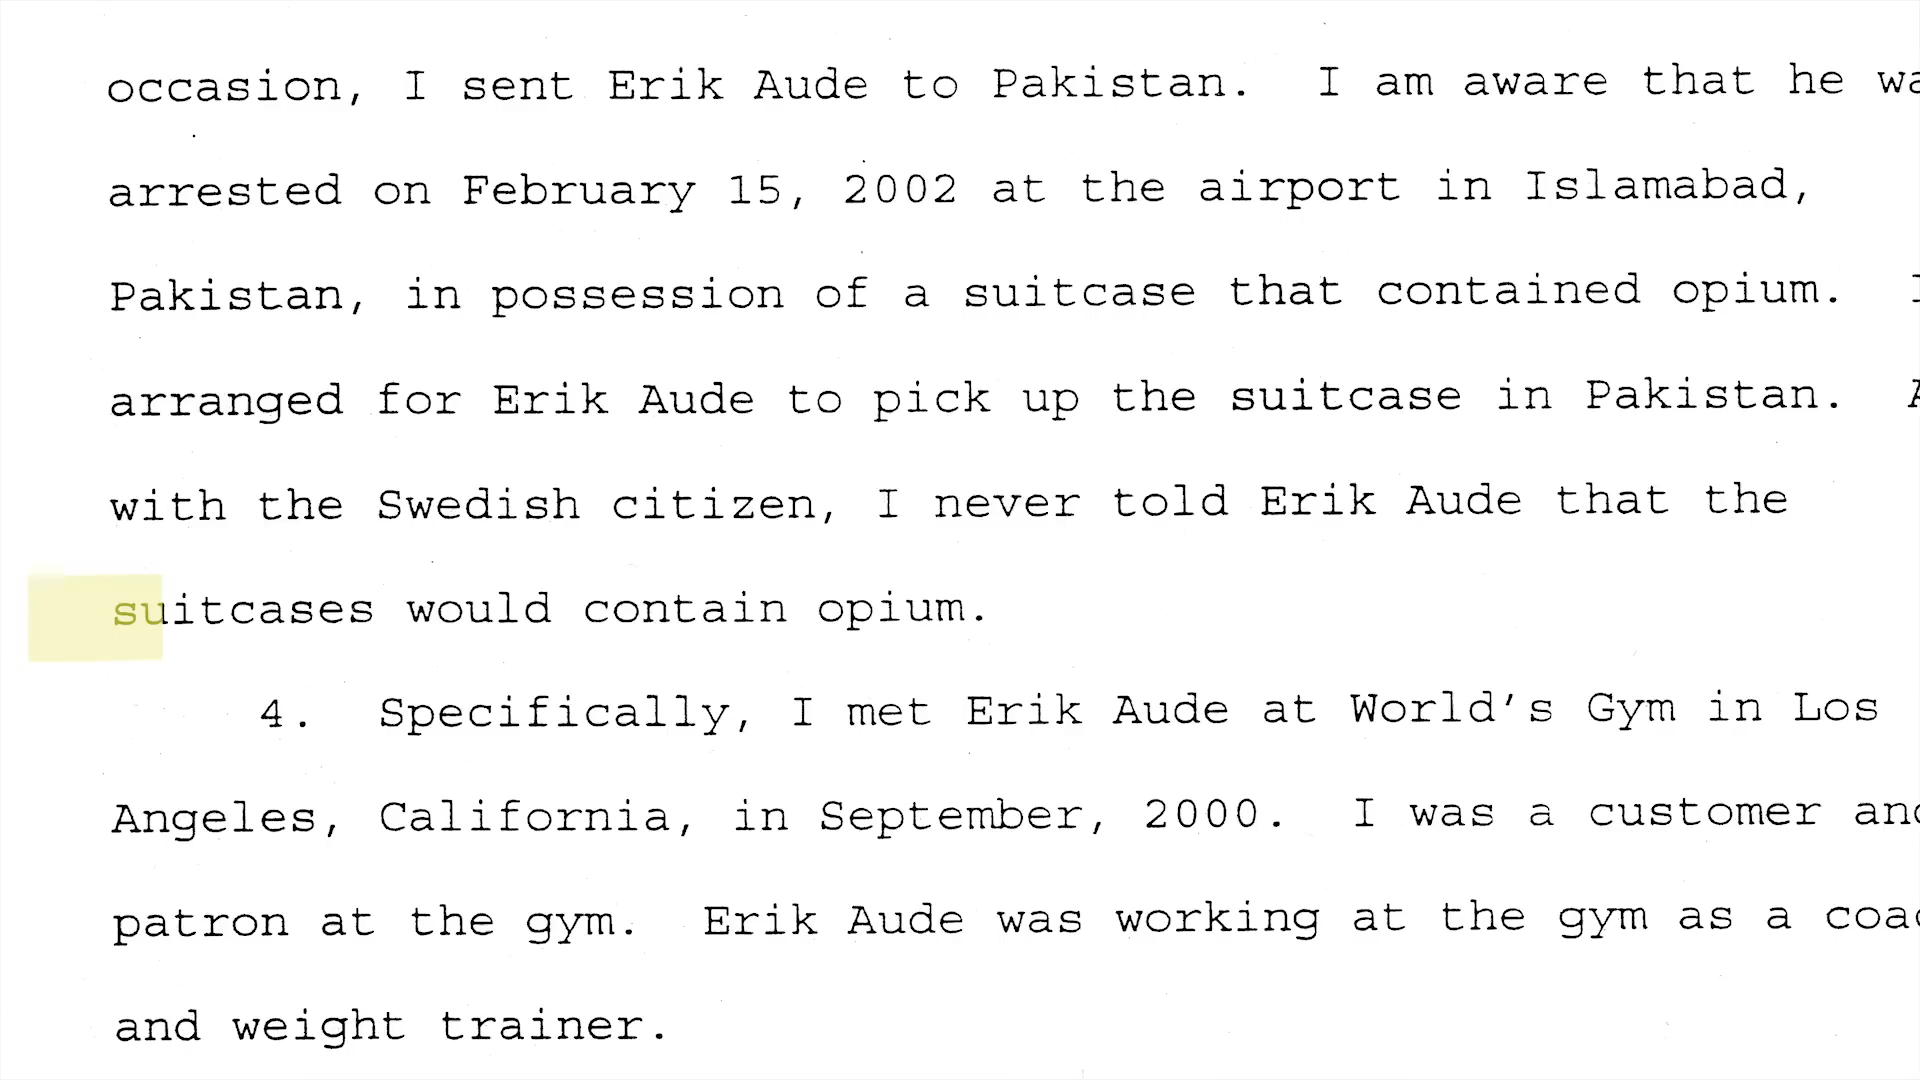 occasion, I sent Erik Aude to Pakistan. I am aware that he
arrested on February 15, 2002 at the airport in Islamabad,
Pakistan, in possession of a suitcase that contained opium. I
arranged for Erik Aude to pick up the suitcase in Pakistan.
with the Swedish citizen, I never told Erik Aude that the
suitcases would contain opium.
4. Specifically, I met Erik Aude at World's Gym in Los
Angeles, California, in September, 2000. I was a customer and
patron at the gym. Erik Aude was working at the gym as a
and weight trainer.